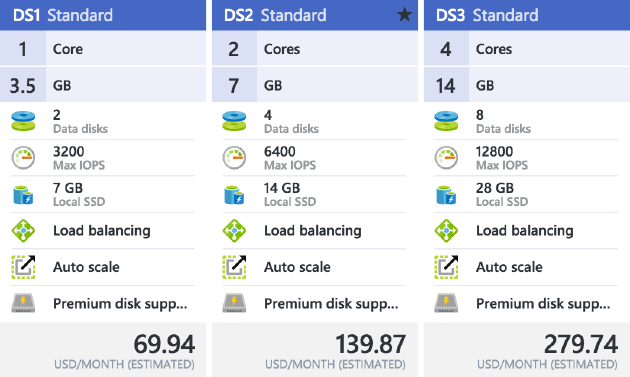 DS1 Standard
1 Core
3.5 GB
2
Data disks
3200
Max IOPS
7 GB
Local SSD
Load balancing
Auto scale
Premium disk supp...
69.94
USD/MONTH (ESTIMATED)
DS2 Standard
2 Cores
7 GB
4
Data disks
6400
Max IOPS
14 GB
Local SSD
Load balancing
Auto scale
Premium disk supp...
139.87
USD/MONTH (ESTIMATED)
DS3 Standard
4 Cores
14 GB
8
Data disks
12800
Max IOPS
28 GB
Local SSD
Load balancing
Auto scale
Premium disk supp...
279.74
USD/MONTH (ESTIMATED)